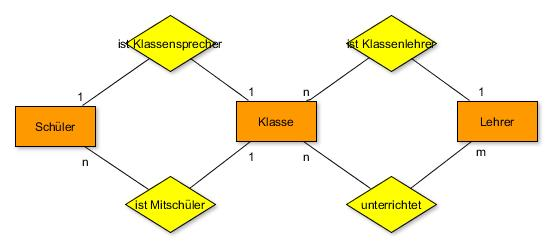 ist Klassensprecher
ist Klassenlehrer
1
1
n
1
Schüler
Klasse
Lehrer
n
1
n
m
ist Mitschüler
unterrichtet